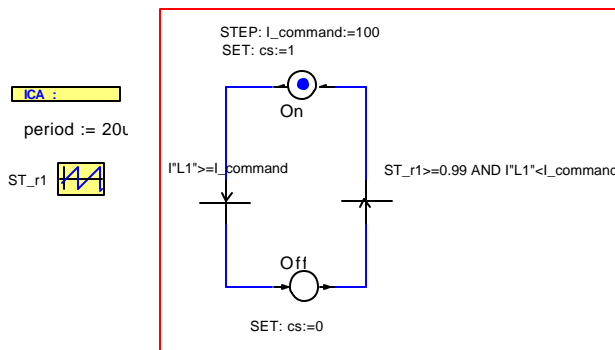 STEP: I_command:=100
SET: cs:=1
ICA :
On
period := 20u
I"L1">=I_command
ST_r1>=0.99 AND I"L1"<I_command
ST_r1
Off
SET: cs:=0